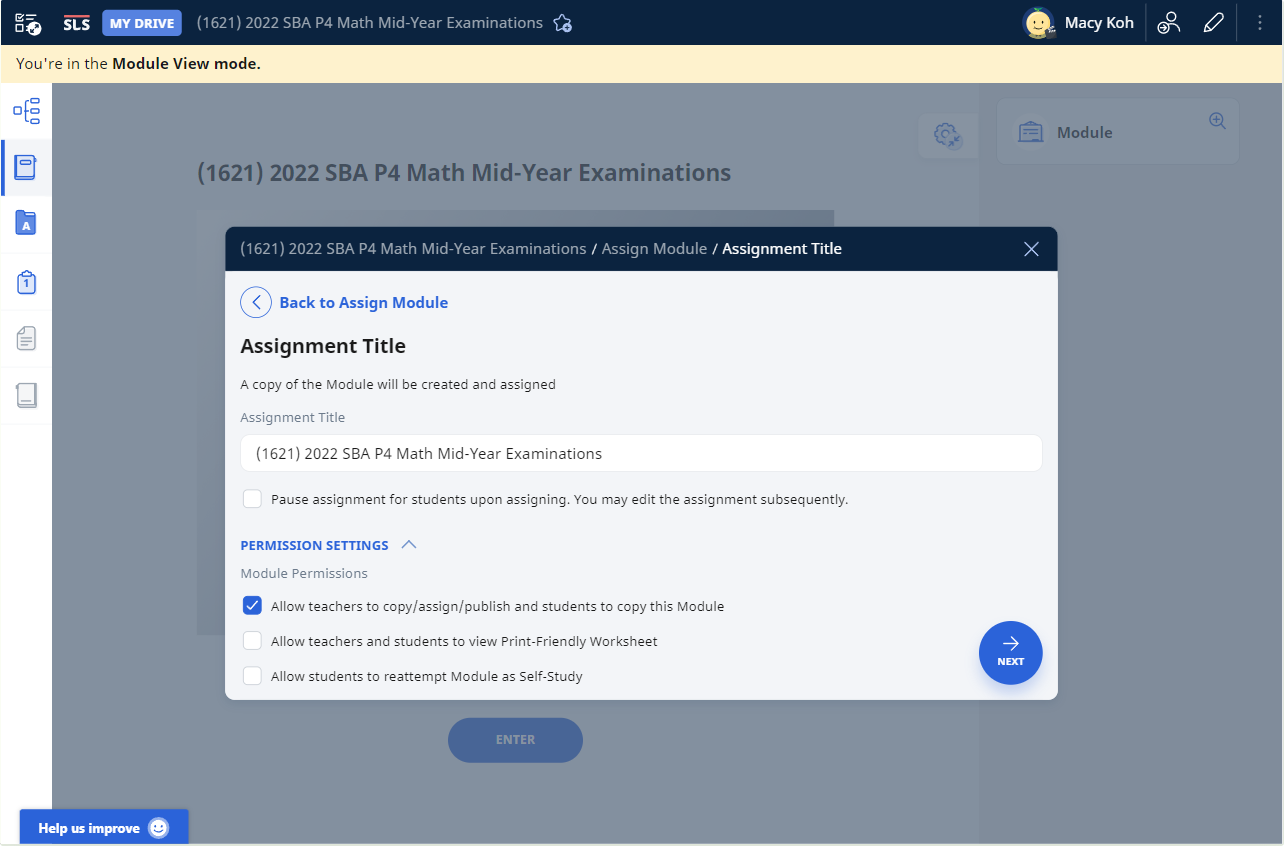 SLS MY DRIVE (1621) 2022 SBA P4 Math Mid-Year Examinations Macy Koh
You're in the Module View mode.
Module
(1621) 2022 SBA P4 Math Mid-Year Examinations
(1621) 2022 SBA P4 Math Mid-Year Examinations / Assign Module / Assignment Title
A
1
Back to Assign Module
Assignment Title
A copy of the Module will be created and assigned
Assignment Title
(1621) 2022 SBA P4 Math Mid-Year Examinations
Pause assignment for students upon assigning. You may edit the assignment subsequently.
PERMISSION SETTINGS
Module Permissions
Allow teachers to copy/assign/publish and students to copy this Module
Allow teachers and students to view Print-Friendly Worksheet
Allow students to reattempt Module as Self-Study
NEXT
ENTER
Help us improve